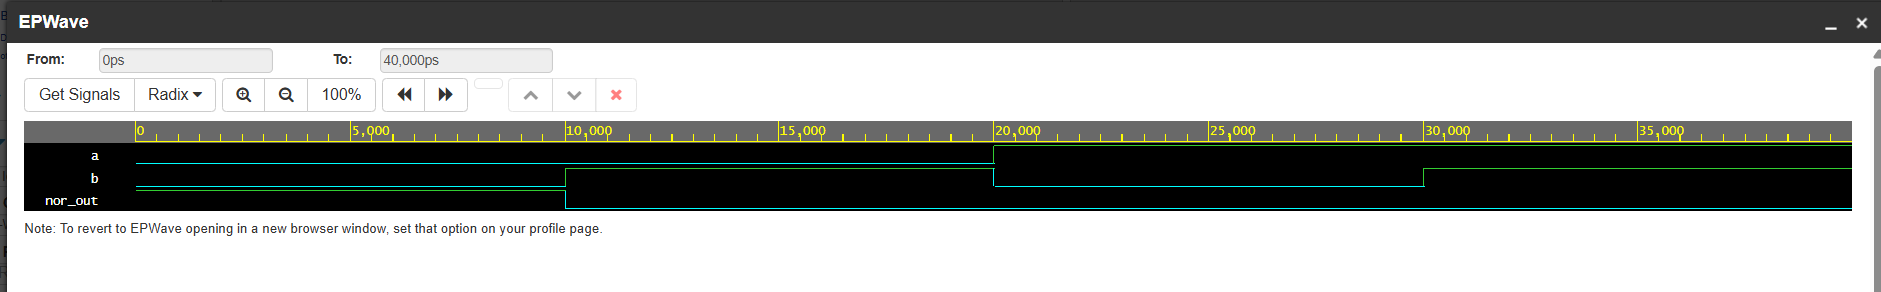 EPWave
From: 0ps To: 40,000ps
Get Signals Radix 100%
0 5,000 10,000 15,000 20,000 25,000 30,000 35,000
a
b
nor_out
Note: To revert to EPWave opening in a new browser window, set that option on your profile page.